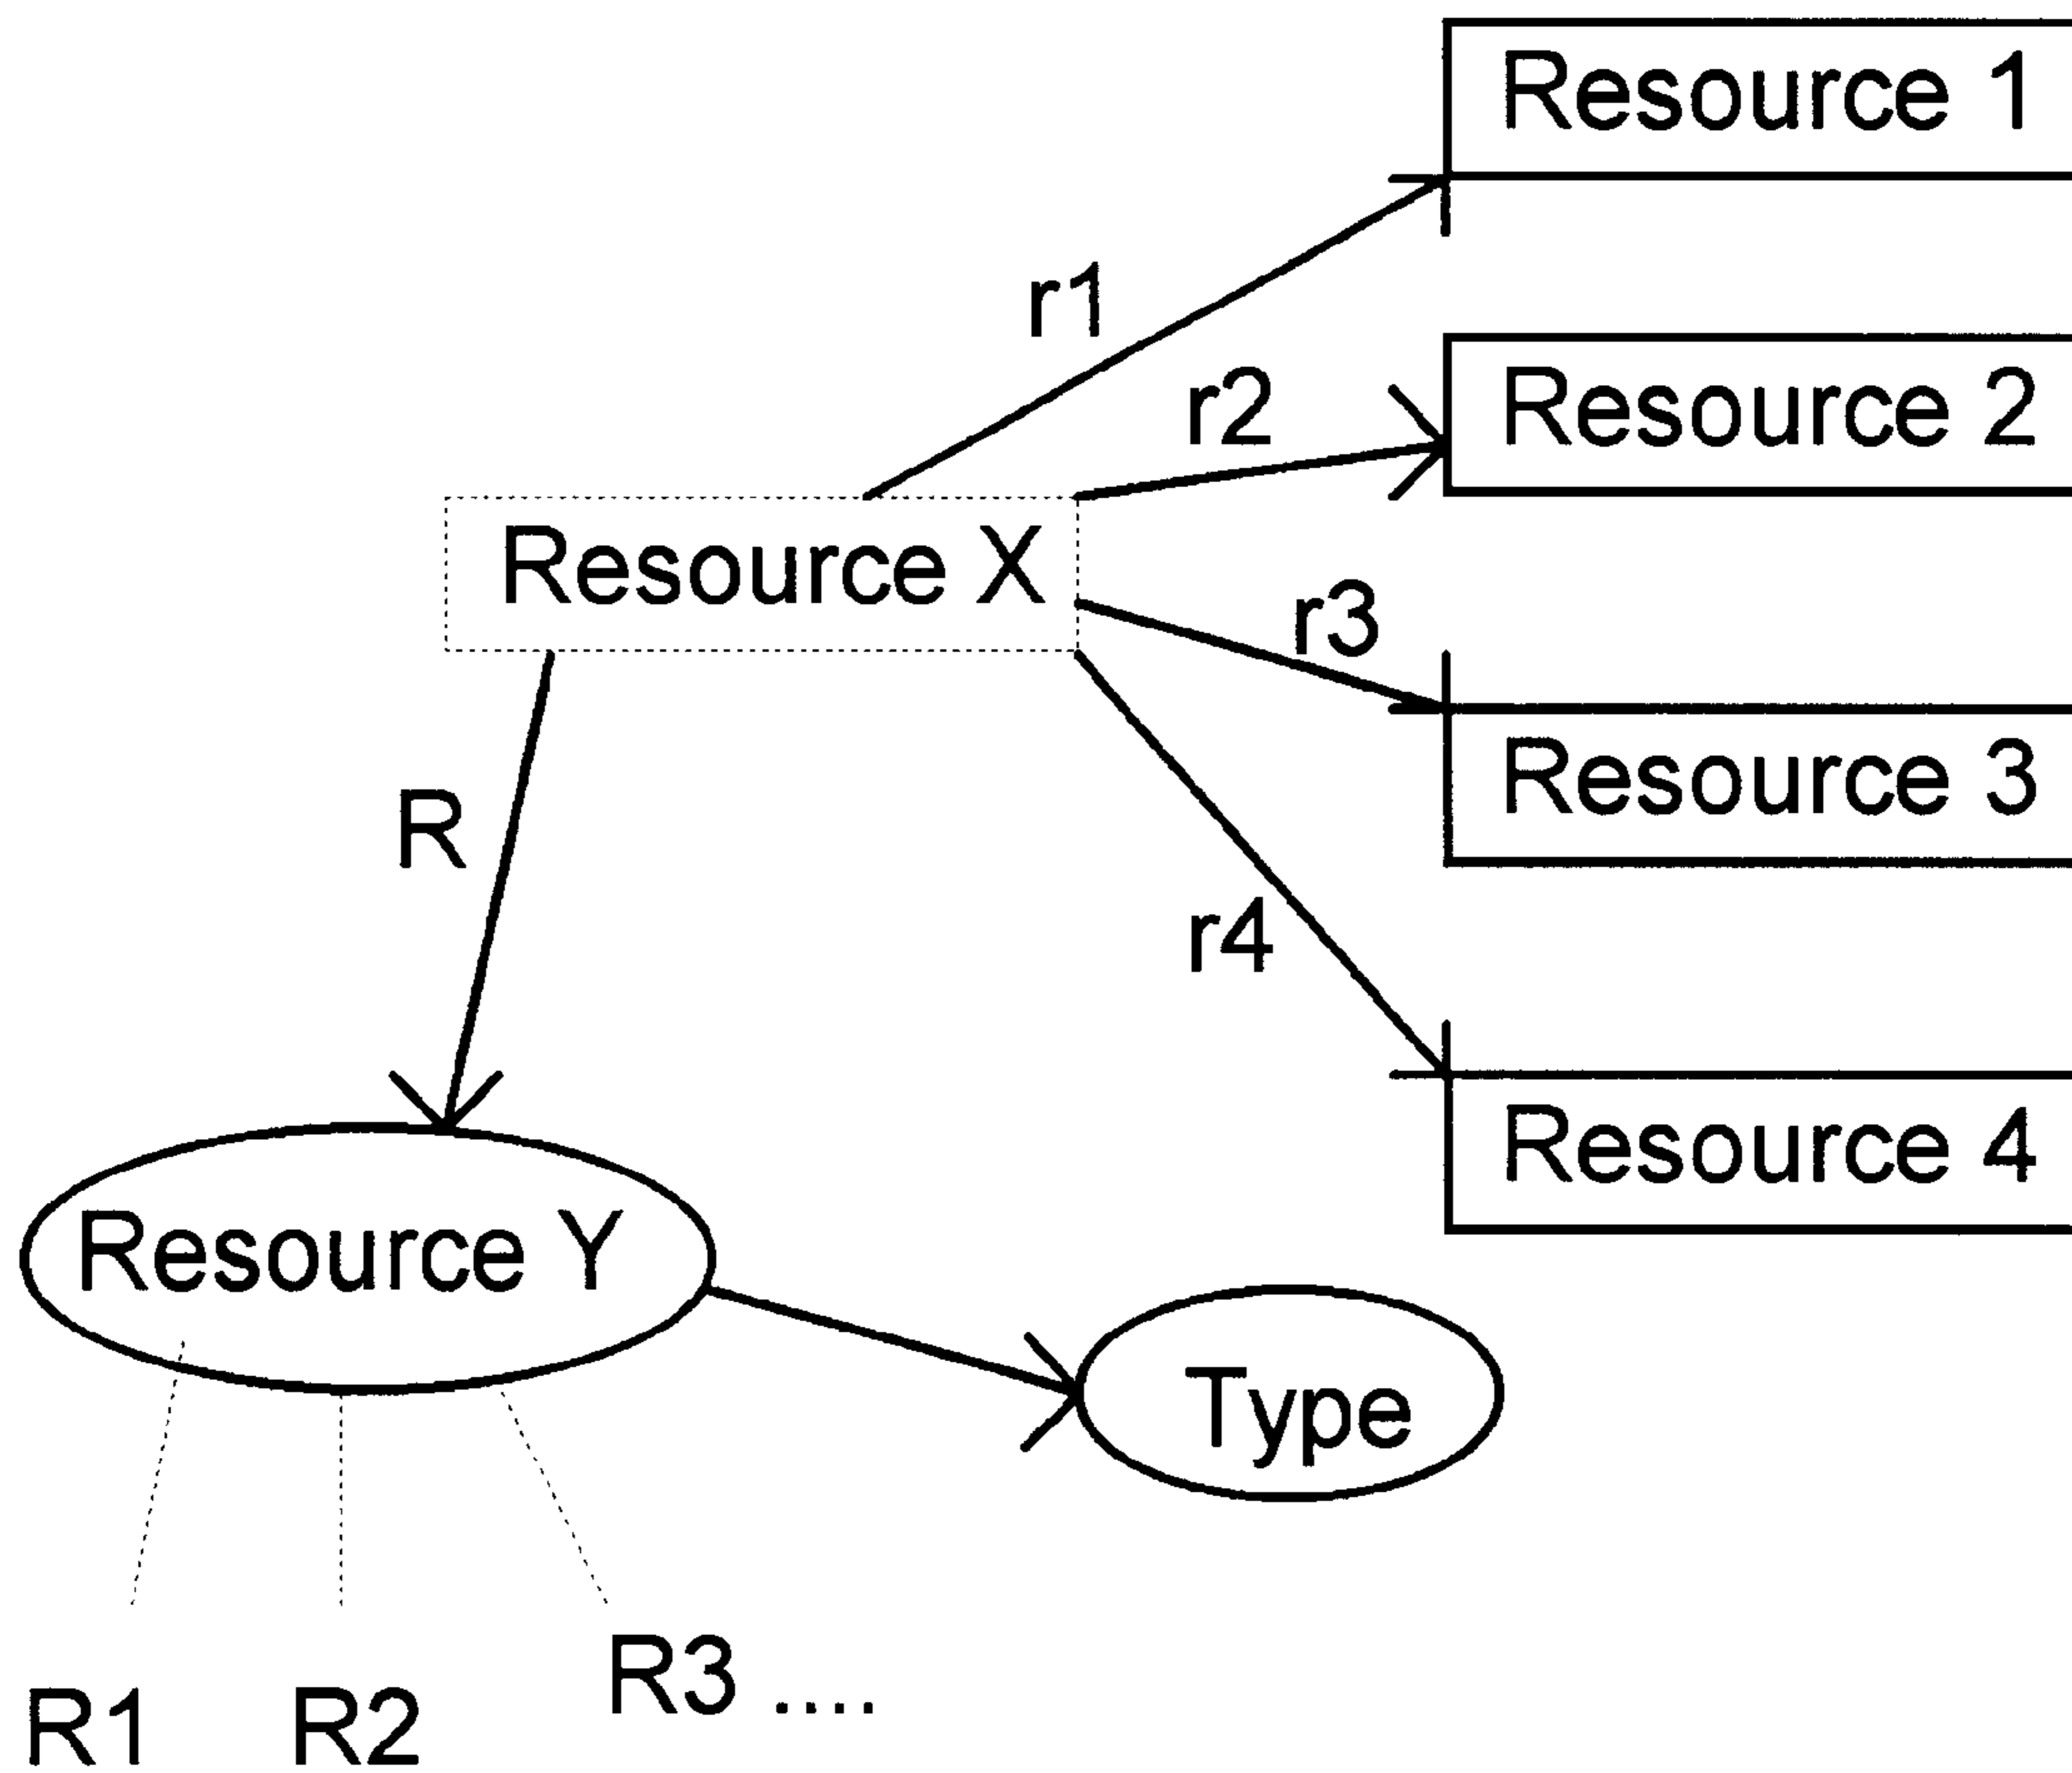 Resource 1
r1
r2
Resource 2
Resource X
r3
Resource 3
R
r4
Resource 4
Resource Y
Type
R1
R2
R3 ....